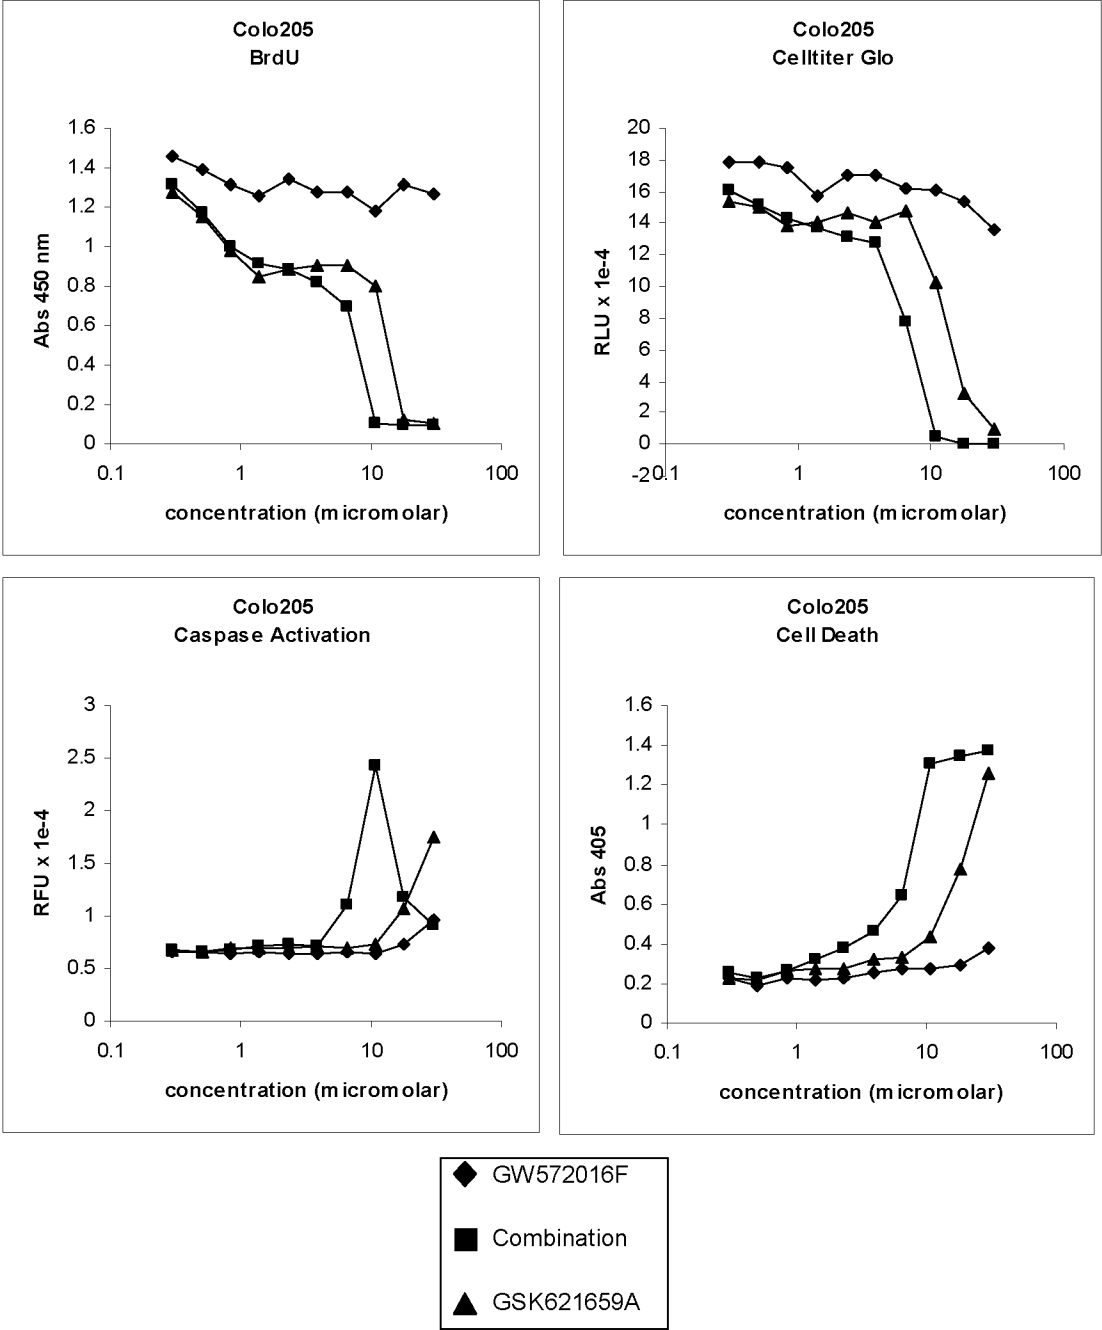 Colo205
BrdU
1.6
1.4
1.2
1
0.8
0.6
0.4
0.2
0
Abs 450 nm
0.1 1 10 100
concentration (micromolar)
Colo205
Celltiter Glo
20
18
16
14
12
10
8
6
4
2
0
-2
RLU x 1e-4
0.1 1 10 100
concentration (micromolar)
Colo205
Caspase Activation
3
2.5
2
1.5
1
0.5
0
RFU x 1e-4
0.1 1 10 100
concentration (micromolar)
Colo205
Cell Death
1.6
1.4
1.2
1
0.8
0.6
0.4
0.2
0
Abs 405
0.1 1 10 100
concentration (micromolar)
GW572016F
Combination
GSK621659A